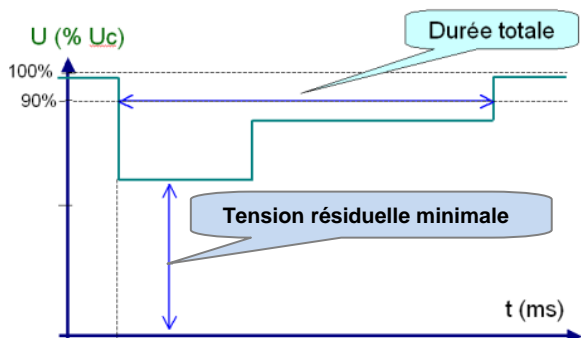 Durée totale
U (% Uc)
100%
90%
Tension résiduelle minimale
t (ms)